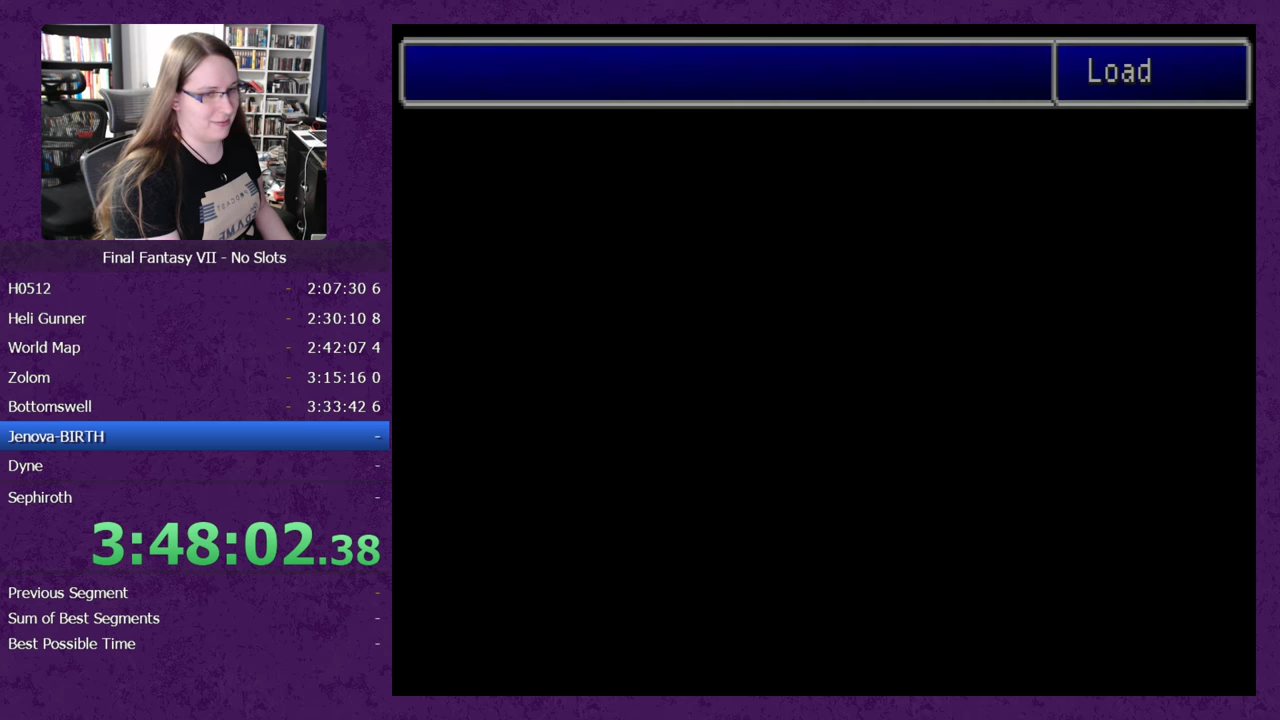 Load
Final Fantasy VII - No Slots
H0512 - 2:07:30 6
Heli Gunner - 2:30:10 8
World Map - 2:42:07 4
Zolom - 3:15:16 0
Bottomswell - 3:33:42 6
Jenova-BIRTH -
Dyne -
Sephiroth -
3:48:02.38
Previous Segment -
Sum of Best Segments -
Best Possible Time -